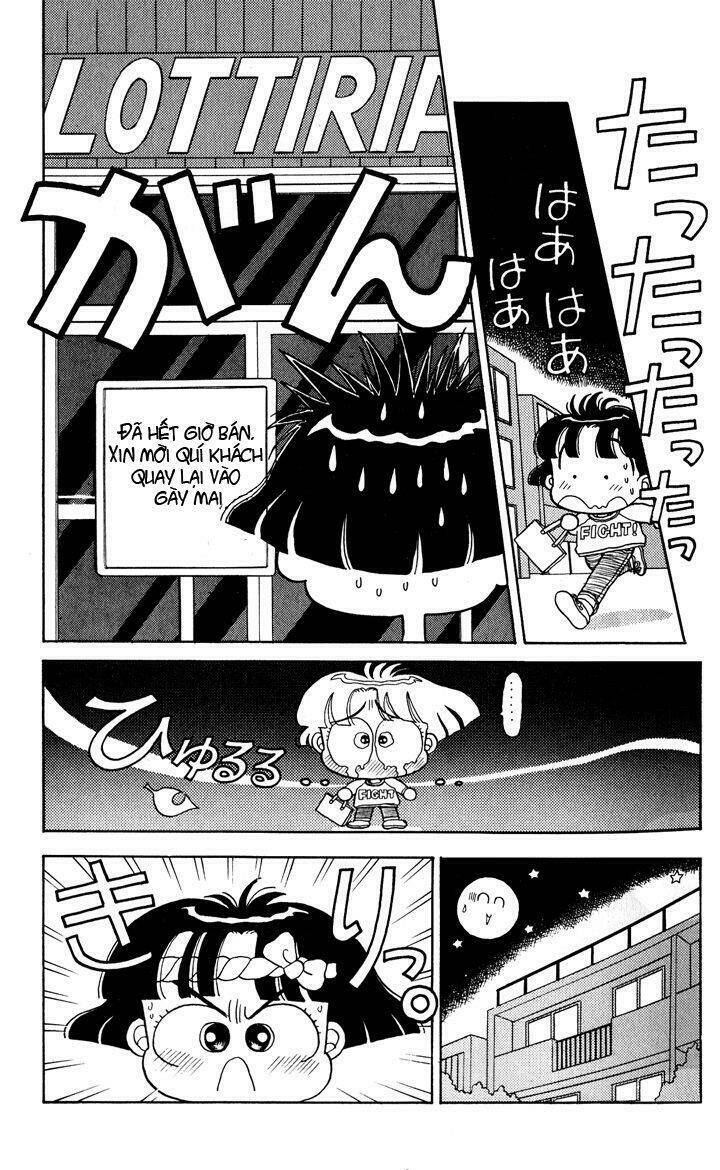 たったったったっ
はあ はあ
はあ
FIGHT!
LOTTIRIA
がん
ĐÃ HẾT GIỜ BÁN.
XIN MỜI QUÍ KHÁCH
QUAY LẠI VÀO
GÀY MAI
....
ひゅるるる
FIGHT
きりっ。